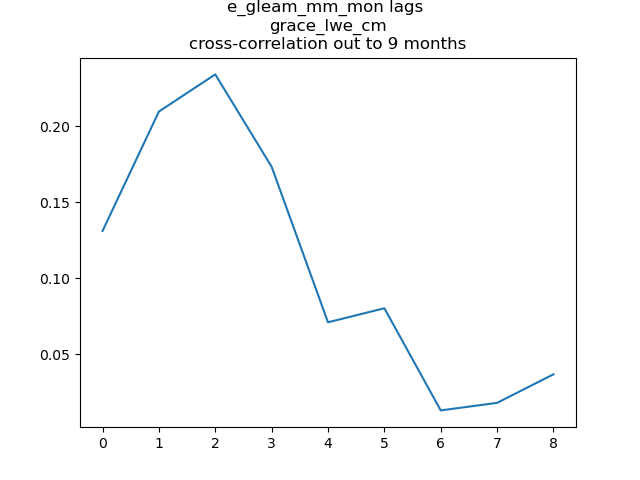 e_gleam_mm_mon lags
grace_lwe_cm
cross-correlation out to 9 months
0.20
0.15
0.10
0.05
0 1 2 3 4 5 6 7 8